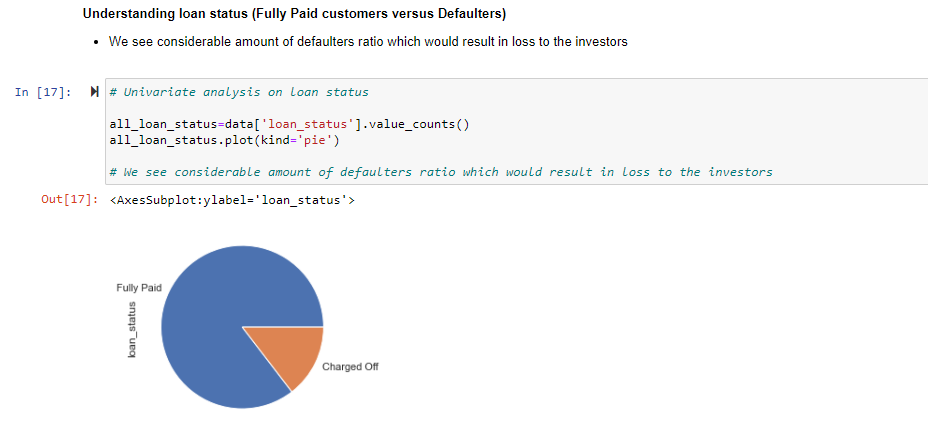 Understanding loan status (Fully Paid customers versus Defaulters)
• We see considerable amount of defaulters ratio which would result in loss to the investors
In [17]:
# Univariate analysis on loan status
all_loan_status=data['loan_status'].value_counts()
all_loan_status.plot(kind='pie')
# We see considerable amount of defaulters ratio which would result in loss to the investors
Out[17]: <AxesSubplot:ylabel='loan_status'>
Fully Paid
loan_status
Charged Off